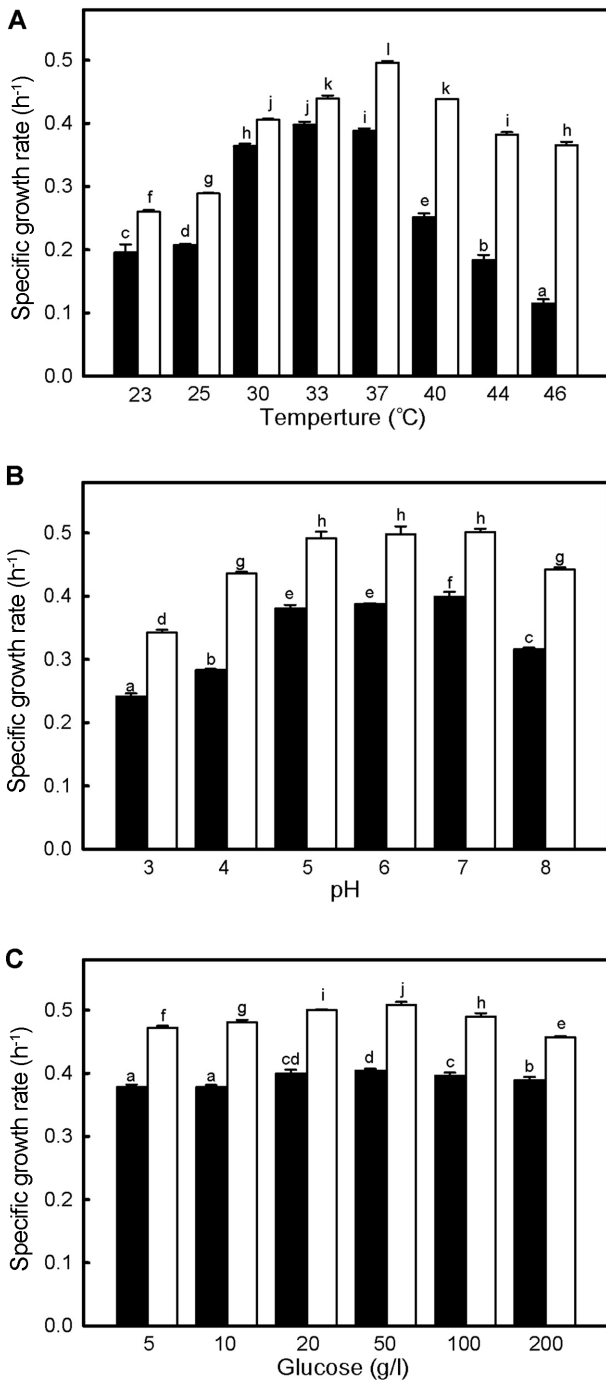 A
Specific growth rate (h-1)
0.5
0.4
0.3
0.2
0.1
0.0
c f d g h j j k i l e k b i a h
23 25 30 33 37 40 44 46
Temperture (°C)
B
Specific growth rate (h-1)
0.5
0.4
0.3
0.2
0.1
0.0
a d b g e h e h f h c g
3 4 5 6 7 8
pH
C
Specific growth rate (h-1)
0.5
0.4
0.3
0.2
0.1
0.0
a f a g cd i d j c h b e
5 10 20 50 100 200
Glucose (g/l)